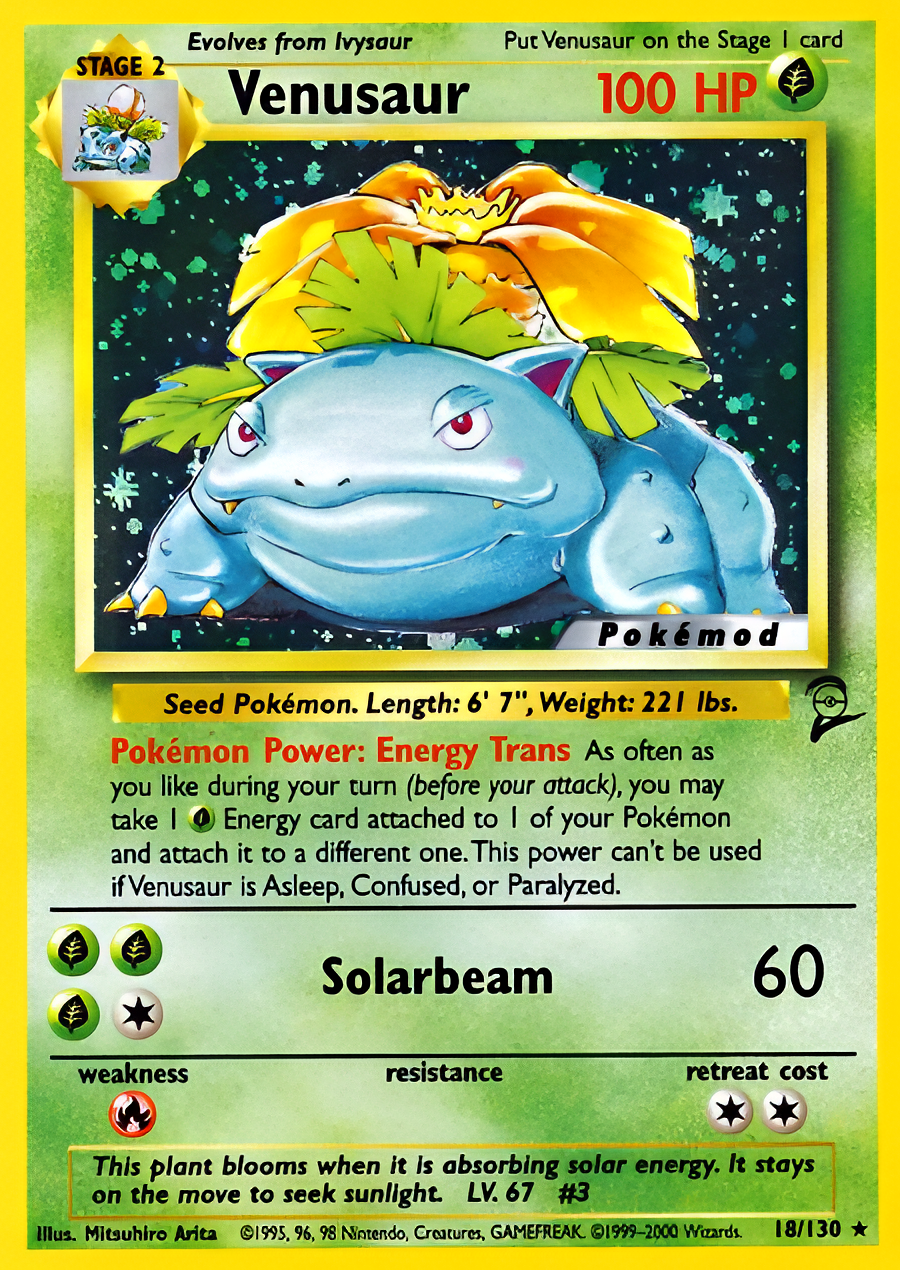 Evolves from Ivysaur
Put Venusaur on the Stage 1 card
STAGE 2
Venusaur
100 HP
Pokémod
Seed Pokémon. Length: 6' 7", Weight: 221 lbs.
Pokémon Power: Energy Trans As often as
you like during your turn (before your attack), you may
take 1 Energy card attached to 1 of your Pokémon
and attach it to a different one. This power can't be used
if Venusaur is Asleep, Confused, or Paralyzed.
Solarbeam
60
weakness
resistance
retreat cost
This plant blooms when it is absorbing solar energy. It stays
on the move to seek sunlight. LV. 67 #3
Illus. Mitsuhiro Arita ©1995, 96, 98 Nintendo, Creatures, GAMEFREAK. ©1999-2000 Wizards. 18/130 ★